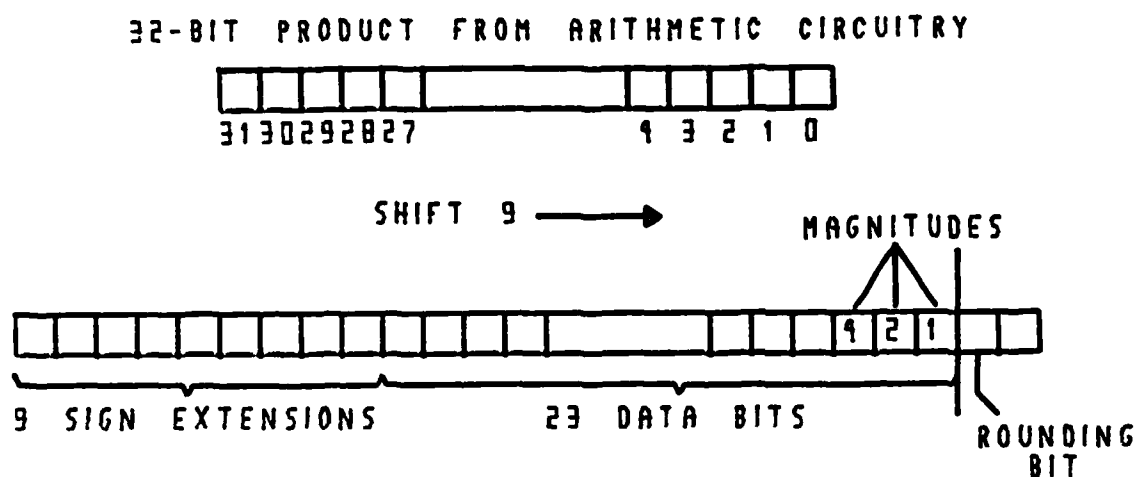 32-BIT PRODUCT FROM ARITHMETIC CIRCUITRY
31 30 29 28 27 4 3 2 1 0
SHIFT 9
MAGNITUDES
4 2 1
9 SIGN EXTENSIONS
23 DATA BITS
ROUNDING
BIT